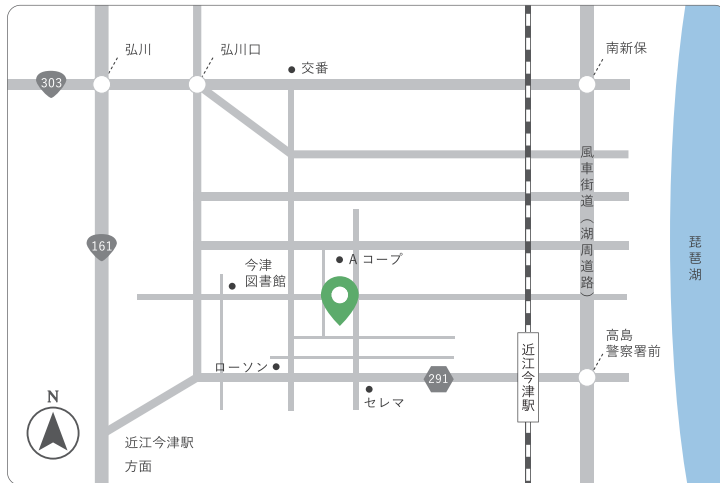 弘川
弘川口
交番
南新保
303
風車街道（湖周道路）
161
琵琶湖
今津
図書館
A コープ
高島
警察署前
近江今津駅
ローソン
291
セレマ
N
近江今津駅
方面